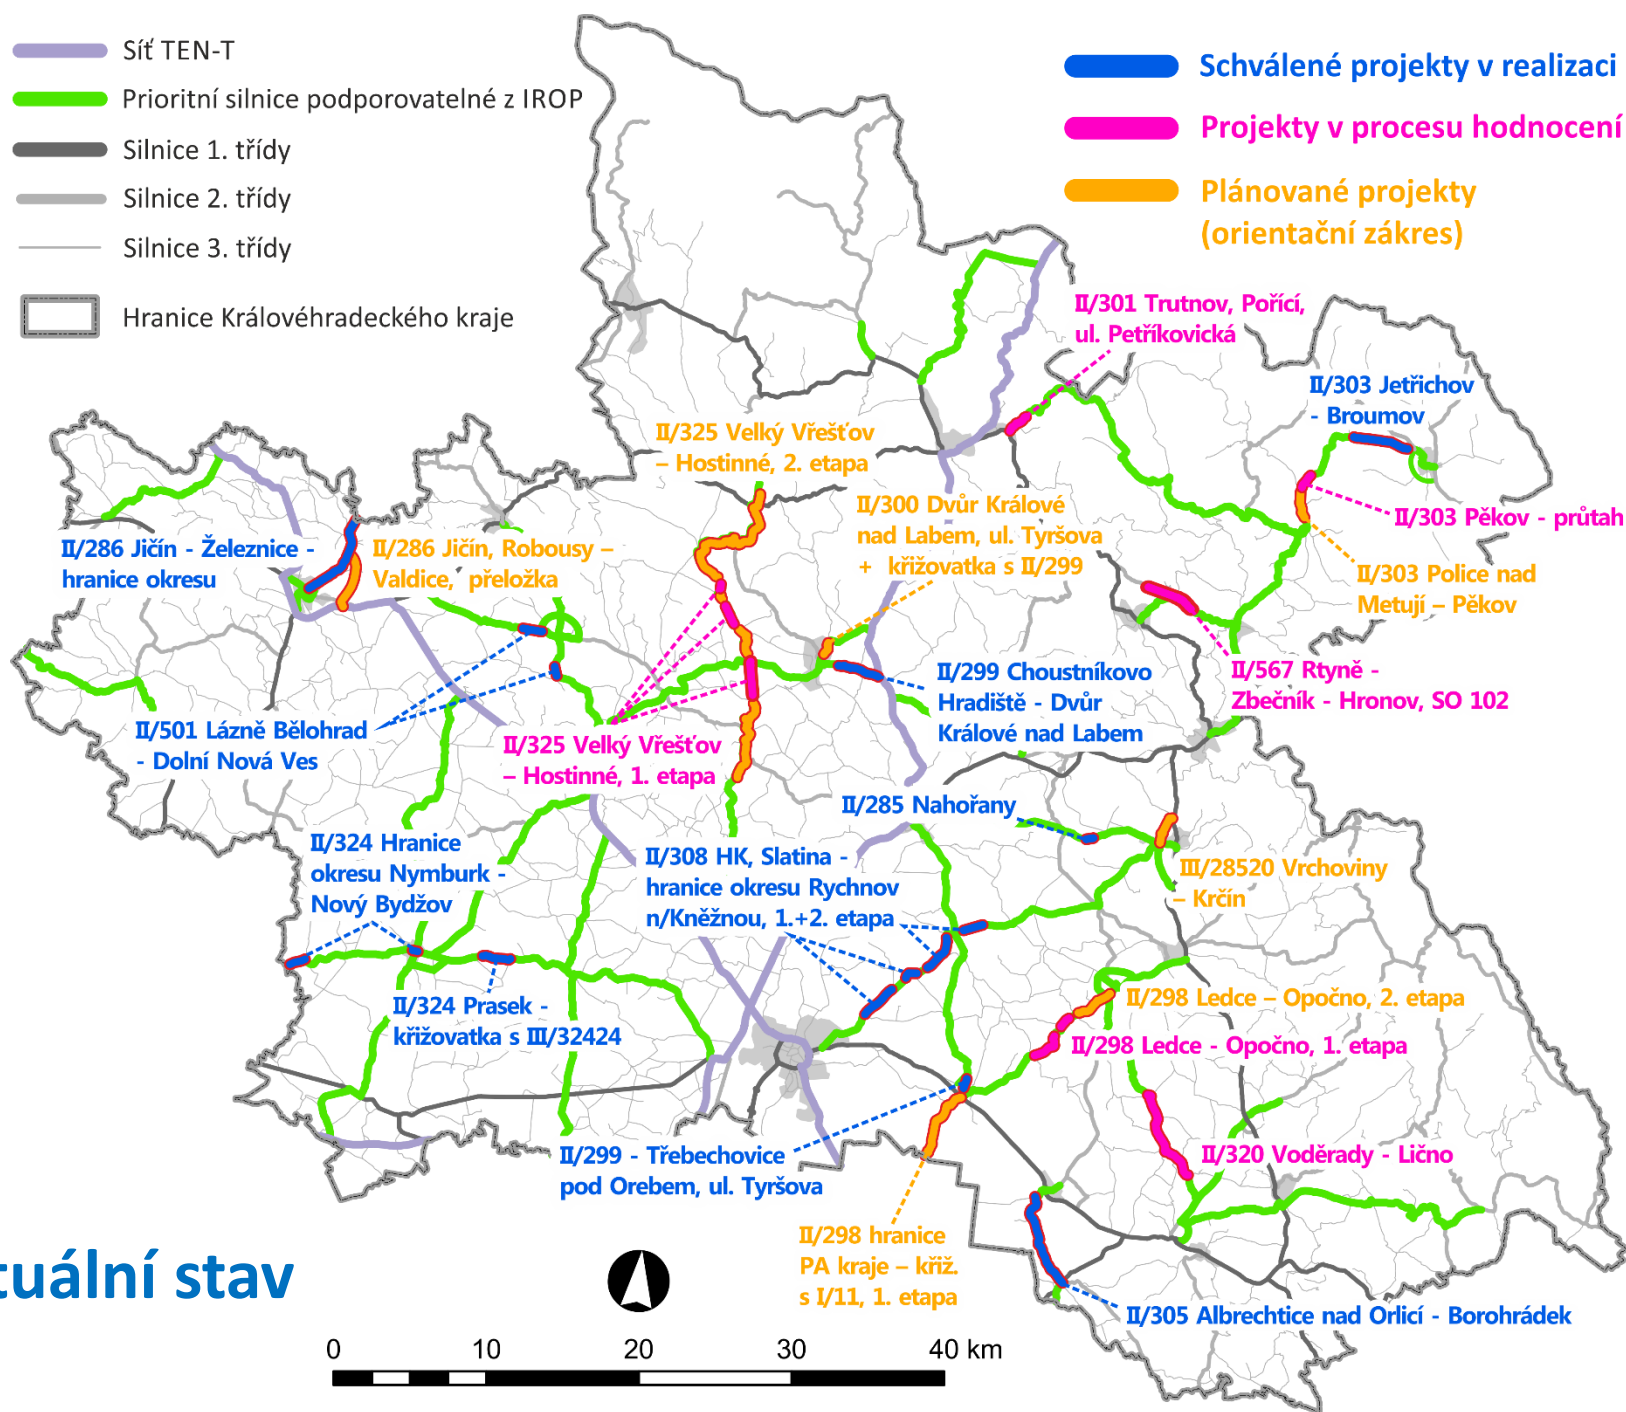 Síť TEN-T
Prioritní silnice podporovatelné z IROP
Silnice 1. třídy
Silnice 2. třídy
Silnice 3. třídy
Hranice Královéhradeckého kraje
Schválené projekty v realizaci
Projekty v procesu hodnocení
Plánované projekty
(orientační zákres)
II/301 Trutnov, Pořící,
ul. Petříkovická
II/303 Jetřichov
- Broumov
II/325 Velký Vřešťov
– Hostinné, 2. etapa
II/300 Dvůr Králové
nad Labem, ul. Tyršova
+ křižovatka s II/299
II/303 Pěkov - průtah
II/286 Jičín - Železnice -
hranice okresu
II/286 Jičín, Robousy –
Valdice, přeložka
II/303 Police nad
Metují – Pěkov
II/299 Choustníkovo
Hradiště - Dvůr
Králové nad Labem
II/567 Rtyně -
Zbečník - Hronov, SO 102
II/501 Lázně Bělohrad
- Dolní Nová Ves
II/325 Velký Vřešťov
– Hostinné, 1. etapa
II/285 Nahořany
II/324 Hranice
okresu Nymburk -
Nový Bydžov
II/308 HK, Slatina -
hranice okresu Rychnov
n/Kněžnou, 1.+2. etapa
III/28520 Vrchoviny
– Krčín
II/324 Prasek -
křižovatka s III/32424
II/298 Ledce – Opočno, 2. etapa
II/298 Ledce - Opočno, 1. etapa
II/299 - Třebechovice
pod Orebem, ul. Tyršova
II/320 Voděrady - Lično
II/298 hranice
PA kraje – křiž.
s I/11, 1. etapa
II/305 Albrechtice nad Orlicí - Borohrádek
tuální stav
0 10 20 30 40 km